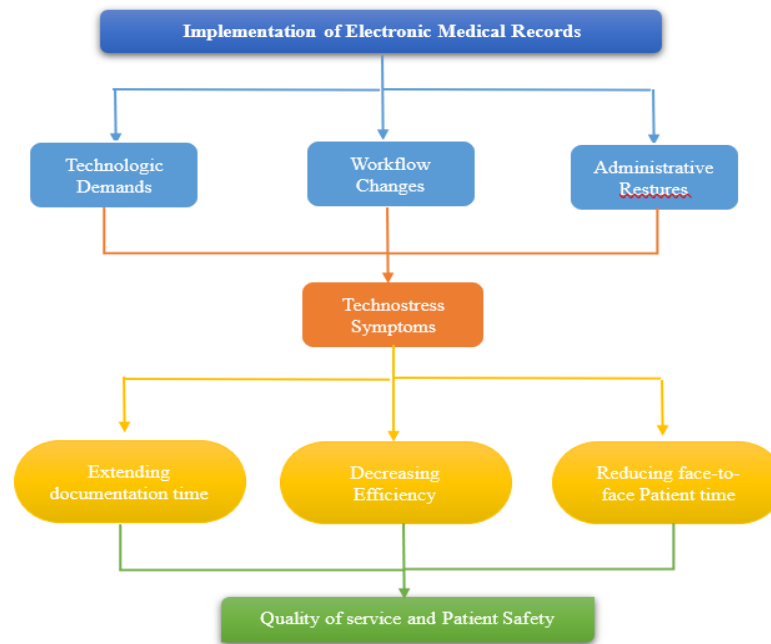 Implementation of Electronic Medical Records
Technologic
Demands
Workflow
Changes
Administrative
Restures
Technostress
Symptoms
Extending
documentation time
Decreasing
Efficiency
Reducing face-to-
face Patient time
Quality of service and Patient Safety